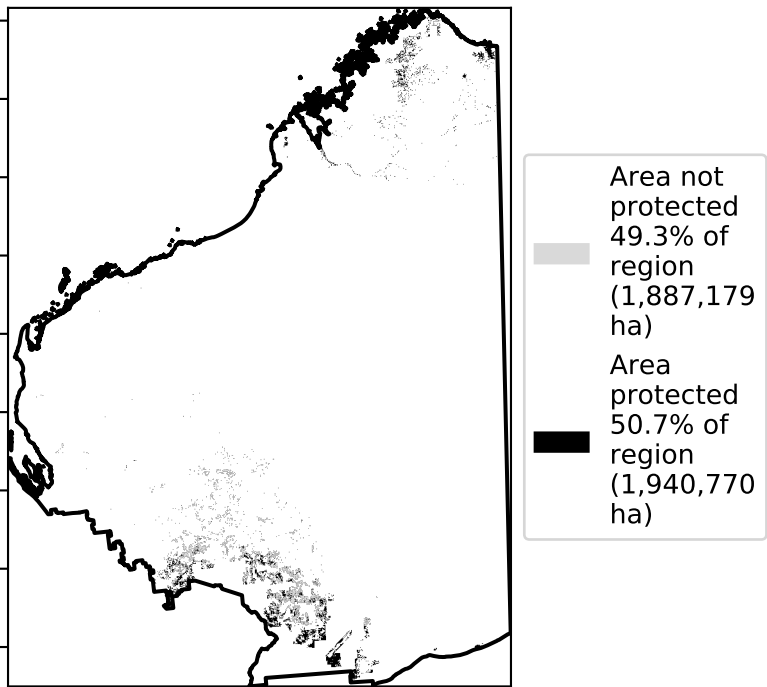 Area not
protected
49.3% of
region
(1,887,179
ha)
Area
protected
50.7% of
region
(1,940,770
ha)